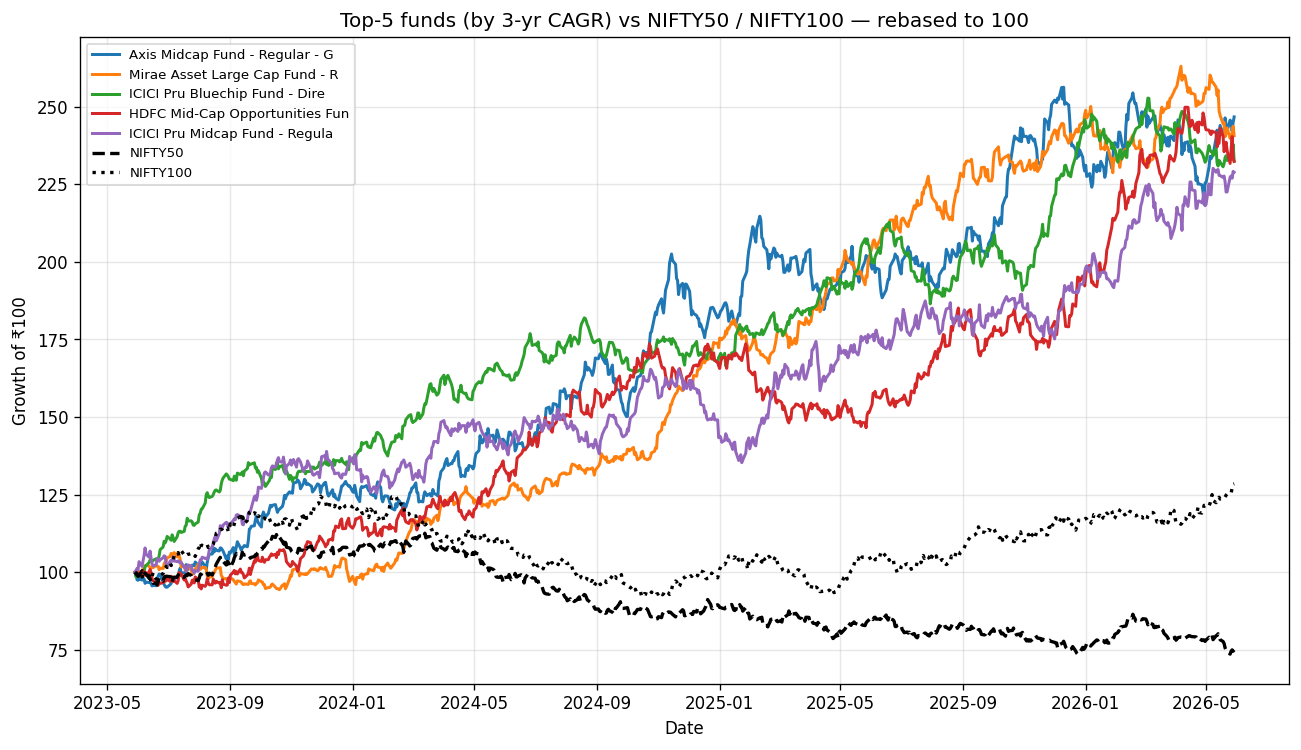 Top-5 funds (by 3-yr CAGR) vs NIFTY50 / NIFTY100 — rebased to 100
Axis Midcap Fund - Regular - G
Mirae Asset Large Cap Fund - R
ICICI Pru Bluechip Fund - Dire
HDFC Mid-Cap Opportunities Fun
ICICI Pru Midcap Fund - Regula
NIFTY50
NIFTY100
Growth of ₹100
250
225
200
175
150
125
100
75
2023-05 2023-09 2024-01 2024-05 2024-09 2025-01 2025-05 2025-09 2026-01 2026-05
Date